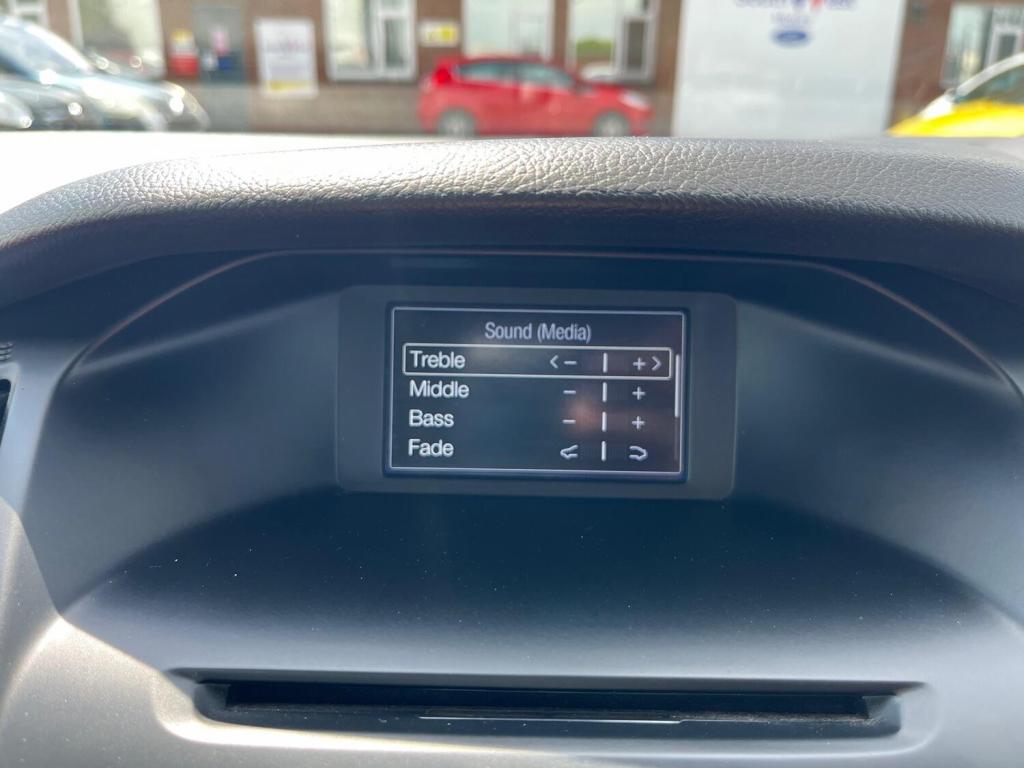 Sound (Media)
Treble < – | + >
Middle – | +
Bass – | +
Fade |